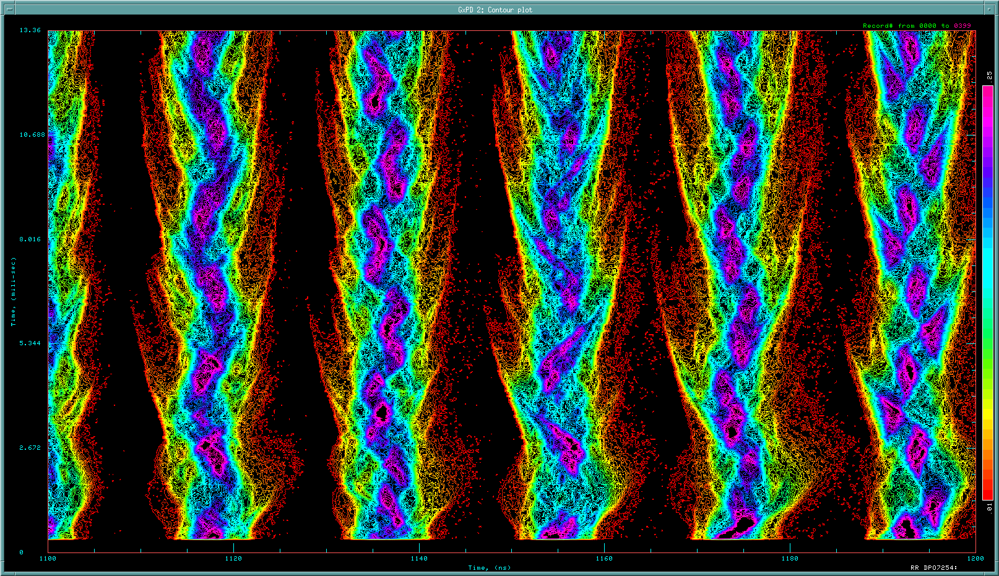 GxPD 2: Contour plot
Record# from 0000 to 0399
13.36
10.688
8.016
5.344
2.672
0
Time, (mili-sec)
.25
01
1100
1120
1140
1160
1180
1200
Time, (ns)
RR DPO7254: